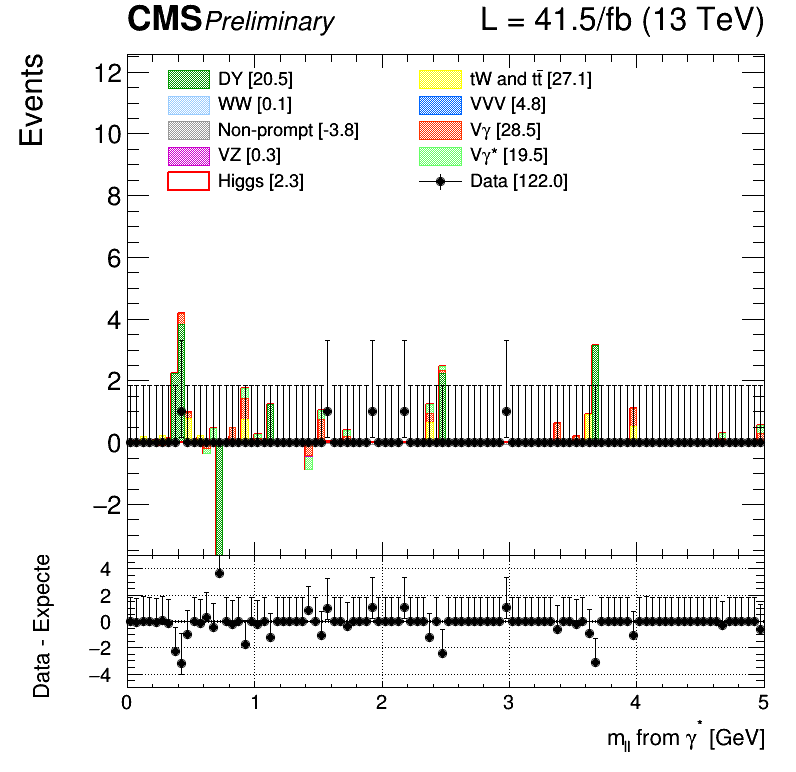 CMS Preliminary L = 41.5/fb (13 TeV)
Events
12
10
8
6
4
2
0
−2
DY [20.5]
WW [0.1]
Non-prompt [-3.8]
VZ [0.3]
Higgs [2.3]
tW and tt̄ [27.1]
VVV [4.8]
Vγ [28.5]
Vγ* [19.5]
Data [122.0]
Data - Expecte
4
2
0
−2
−4
0 1 2 3 4 5
m_ll from γ* [GeV]